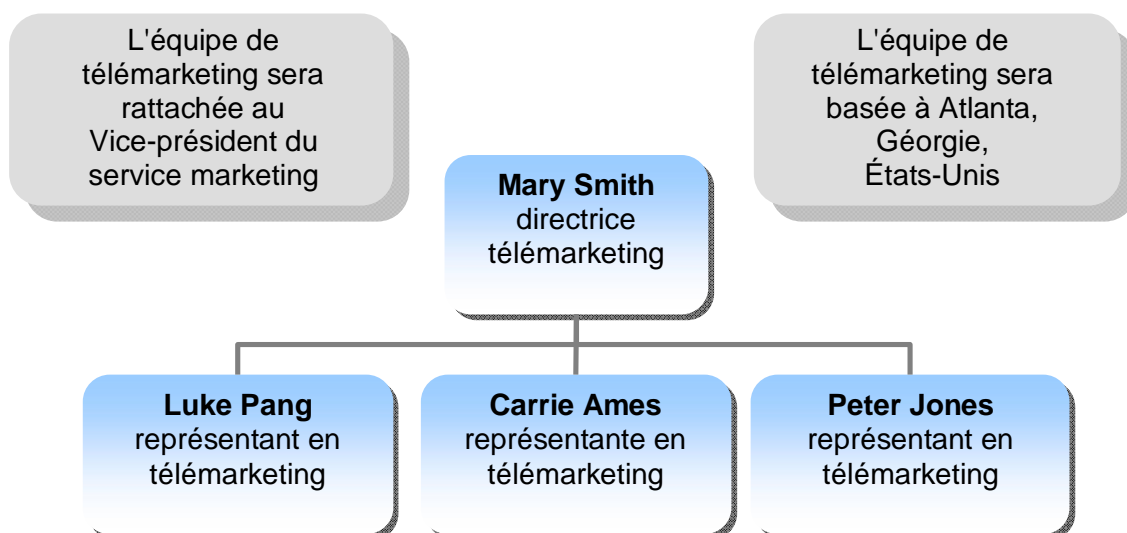 L'équipe de
télémarketing sera
rattachée au
Vice-président du
service marketing
L'équipe de
télémarketing sera
basée à Atlanta,
Géorgie,
États-Unis
Mary Smith
directrice
télémarketing
Luke Pang
représentant en
télémarketing
Carrie Ames
représentante en
télémarketing
Peter Jones
représentant en
télémarketing